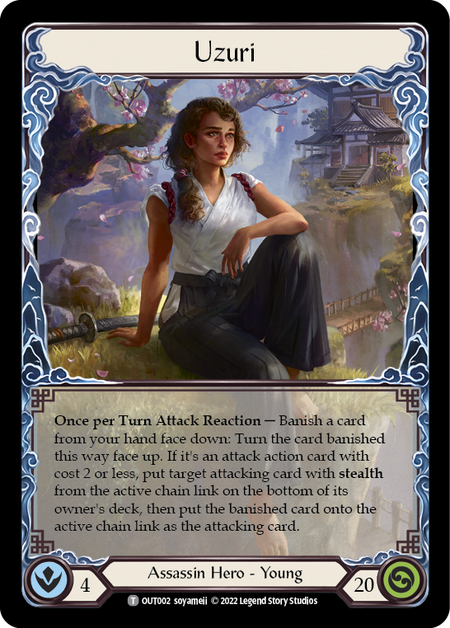 Uzuri
Once per Turn Attack Reaction — Banish a card
from your hand face down: Turn the card banished
this way face up. If it's an attack action card with
cost 2 or less, put target attacking card with stealth
from the active chain link on the bottom of its
owner's deck, then put the banished card onto the
active chain link as the attacking card.
4
Assassin Hero - Young
20
T OUT002 soyameii © 2022 Legend Story Studios